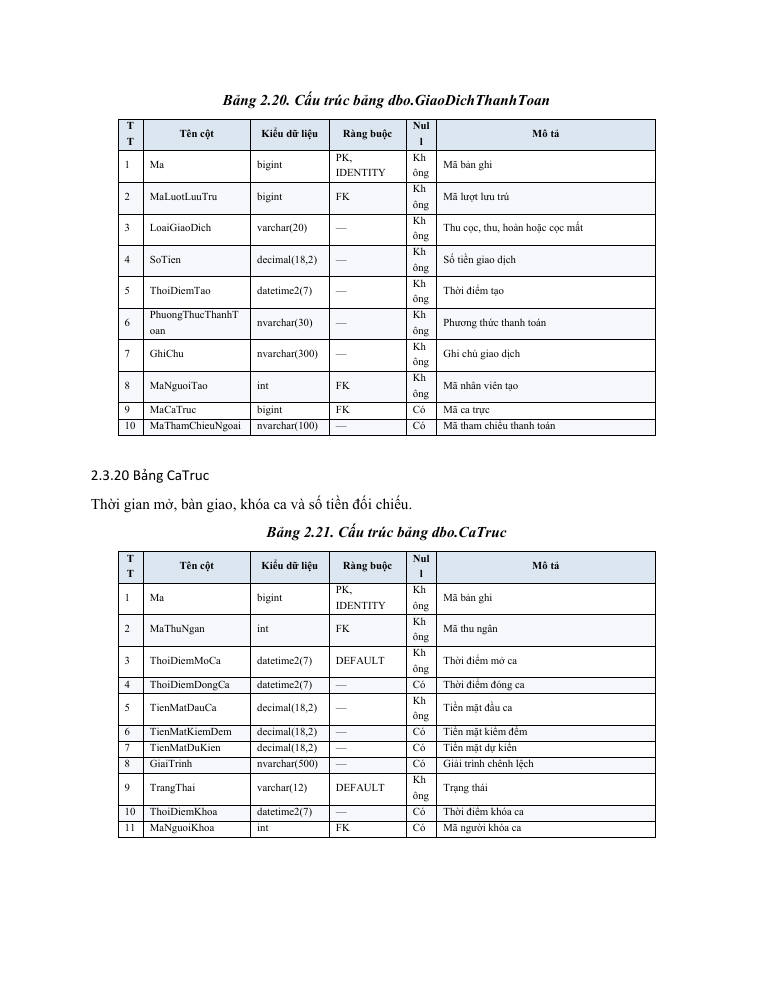 Bảng 2.20. Cấu trúc bảng dbo.GiaoDichThanhToan
T
T Tên cột Kiểu dữ liệu Ràng buộc Nul
l Mô tả
1 Ma bigint PK,
IDENTITY Kh
ông Mã bản ghi
2 MaLuotLuuTru bigint FK Kh
ông Mã lượt lưu trú
3 LoaiGiaoDich varchar(20) — Kh
ông Thu cọc, thu, hoàn hoặc cọc mất
4 SoTien decimal(18,2) — Kh
ông Số tiền giao dịch
5 ThoiDiemTao datetime2(7) — Kh
ông Thời điểm tạo
6 PhuongThucThanhT
oan nvarchar(30) — Kh
ông Phương thức thanh toán
7 GhiChu nvarchar(300) — Kh
ông Ghi chú giao dịch
8 MaNguoiTao int FK Kh
ông Mã nhân viên tạo
9 MaCaTruc bigint FK Có Mã ca trực
10 MaThamChieuNgoai nvarchar(100) — Có Mã tham chiếu thanh toán
2.3.20 Bảng CaTruc
Thời gian mở, bàn giao, khóa ca và số tiền đối chiếu.
Bảng 2.21. Cấu trúc bảng dbo.CaTruc
T
T Tên cột Kiểu dữ liệu Ràng buộc Nul
l Mô tả
1 Ma bigint PK,
IDENTITY Kh
ông Mã bản ghi
2 MaThuNgan int FK Kh
ông Mã thu ngân
3 ThoiDiemMoCa datetime2(7) DEFAULT Kh
ông Thời điểm mở ca
4 ThoiDiemDongCa datetime2(7) — Có Thời điểm đóng ca
5 TienMatDauCa decimal(18,2) — Kh
ông Tiền mặt đầu ca
6 TienMatKiemDem decimal(18,2) — Có Tiền mặt kiểm đếm
7 TienMatDuKien decimal(18,2) — Có Tiền mặt dự kiến
8 GiaiTrinh nvarchar(500) — Có Giải trình chênh lệch
9 TrangThai varchar(12) DEFAULT Kh
ông Trạng thái
10 ThoiDiemKhoa datetime2(7) — Có Thời điểm khóa ca
11 MaNguoiKhoa int FK Có Mã người khóa ca